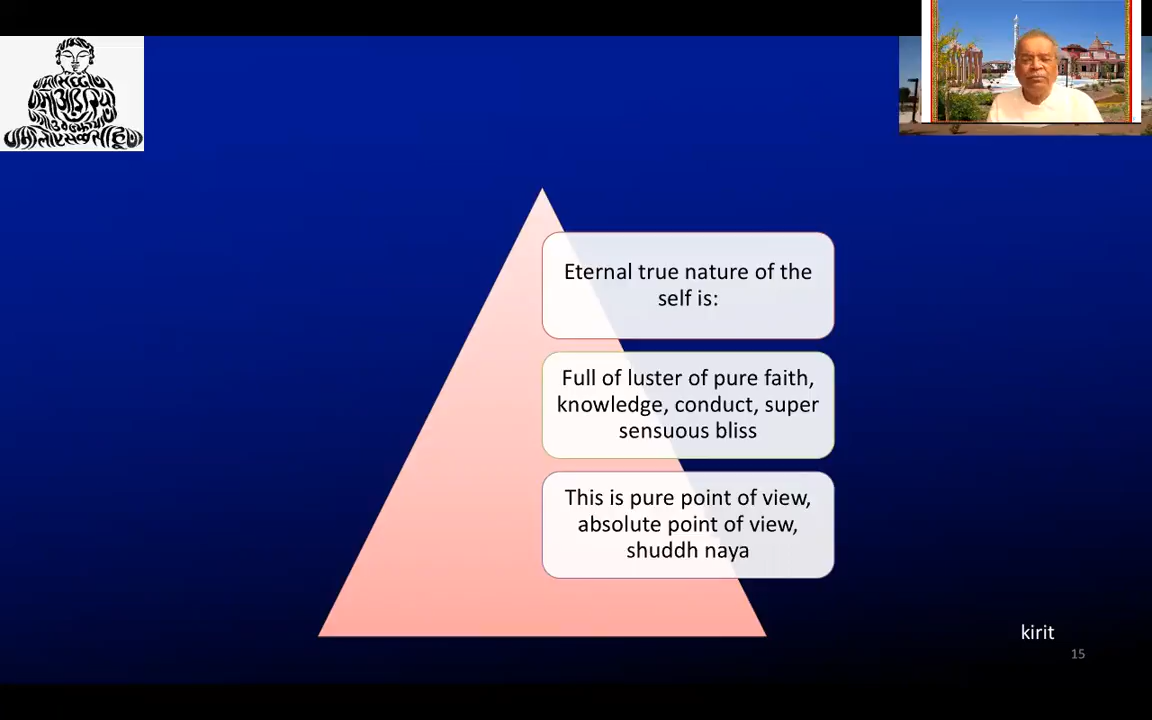 Eternal true nature of the
self is:
Full of luster of pure faith,
knowledge, conduct, super
sensuous bliss
This is pure point of view,
absolute point of view,
shuddh naya
kirit
15